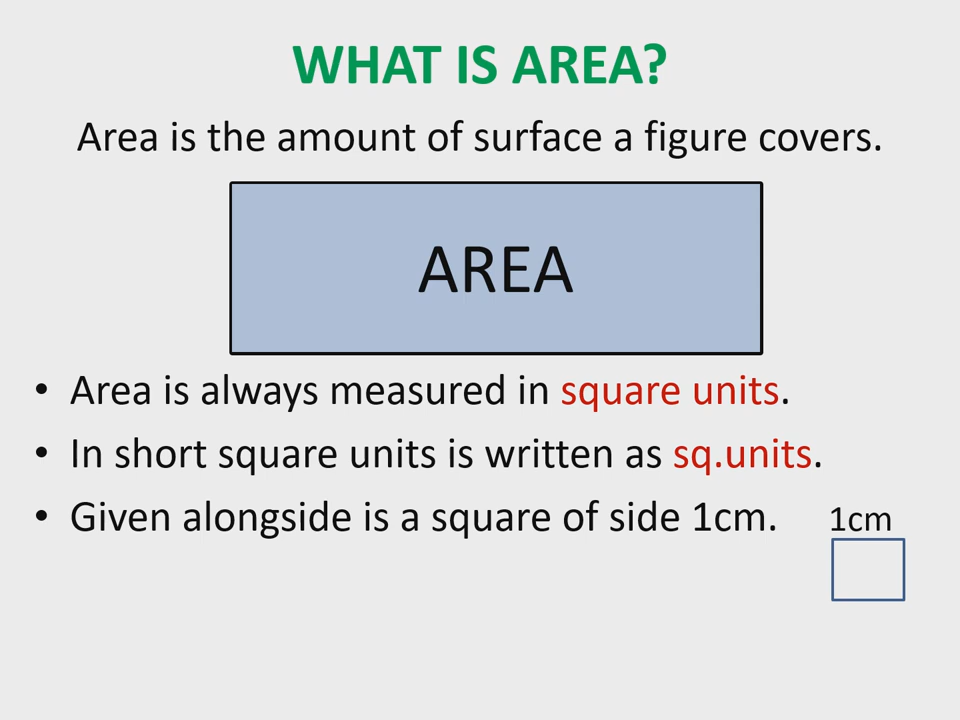 WHAT IS AREA?
Area is the amount of surface a figure covers.
AREA
• Area is always measured in square units.
• In short square units is written as sq.units.
• Given alongside is a square of side 1cm.
1cm